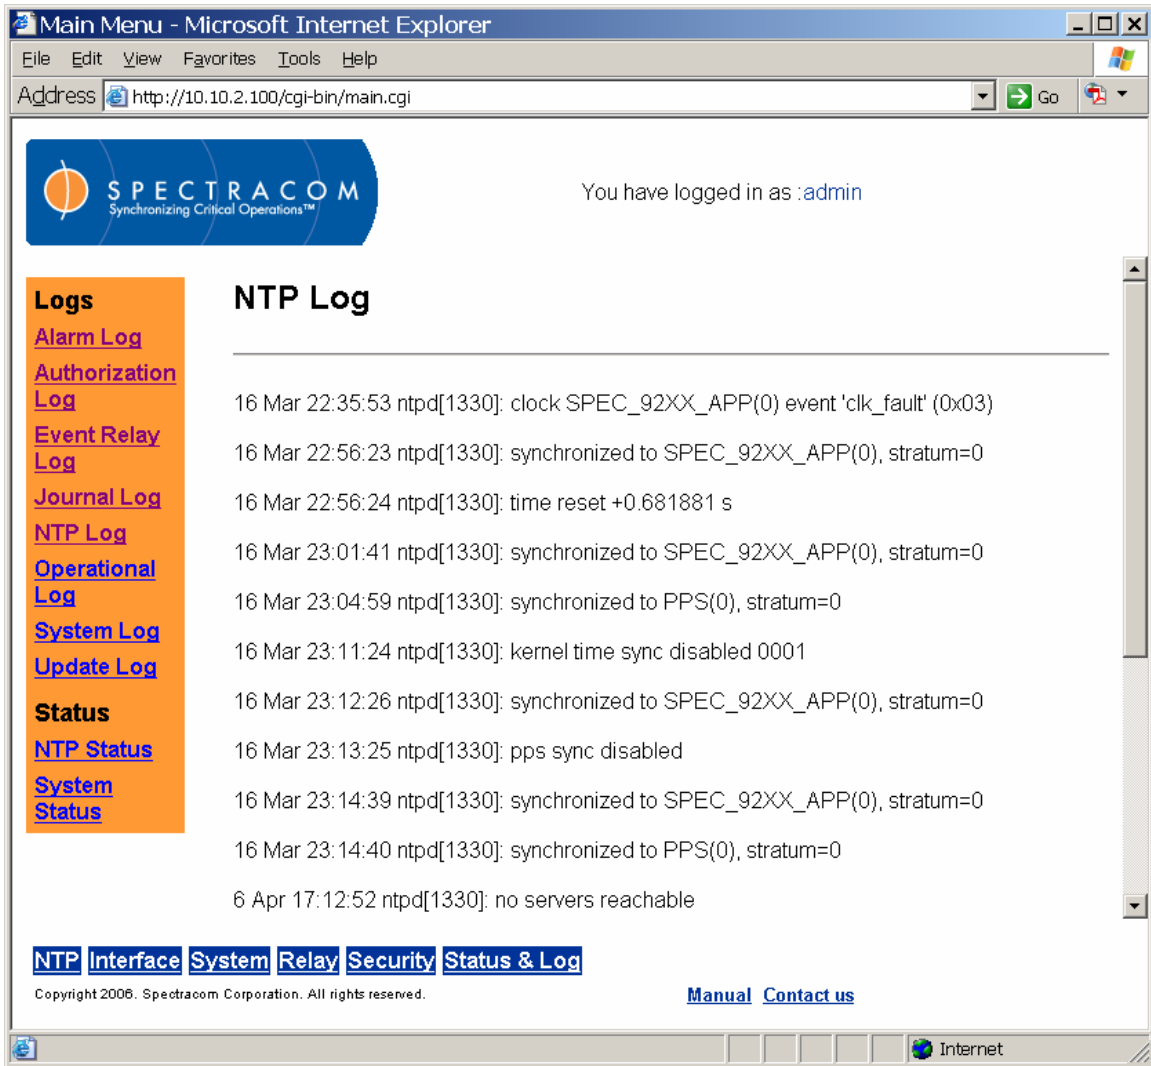 Main Menu - Microsoft Internet Explorer
File Edit View Favorites Tools Help
Address http://10.10.2.100/cgi-bin/main.cgi Go
SPECTRACOM
Synchronizing Critical Operations™
You have logged in as :admin
Logs
Alarm Log
Authorization
Log
Event Relay
Log
Journal Log
NTP Log
Operational
Log
System Log
Update Log
Status
NTP Status
System
Status
NTP Log
16 Mar 22:35:53 ntpd[1330]: clock SPEC_92XX_APP(0) event 'clk_fault' (0x03)
16 Mar 22:56:23 ntpd[1330]: synchronized to SPEC_92XX_APP(0), stratum=0
16 Mar 22:56:24 ntpd[1330]: time reset +0.681881 s
16 Mar 23:01:41 ntpd[1330]: synchronized to SPEC_92XX_APP(0), stratum=0
16 Mar 23:04:59 ntpd[1330]: synchronized to PPS(0), stratum=0
16 Mar 23:11:24 ntpd[1330]: kernel time sync disabled 0001
16 Mar 23:12:26 ntpd[1330]: synchronized to SPEC_92XX_APP(0), stratum=0
16 Mar 23:13:25 ntpd[1330]: pps sync disabled
16 Mar 23:14:39 ntpd[1330]: synchronized to SPEC_92XX_APP(0), stratum=0
16 Mar 23:14:40 ntpd[1330]: synchronized to PPS(0), stratum=0
6 Apr 17:12:52 ntpd[1330]: no servers reachable
NTP Interface System Relay Security Status & Log
Copyright 2006. Spectracom Corporation. All rights reserved.
Manual Contact us
Internet